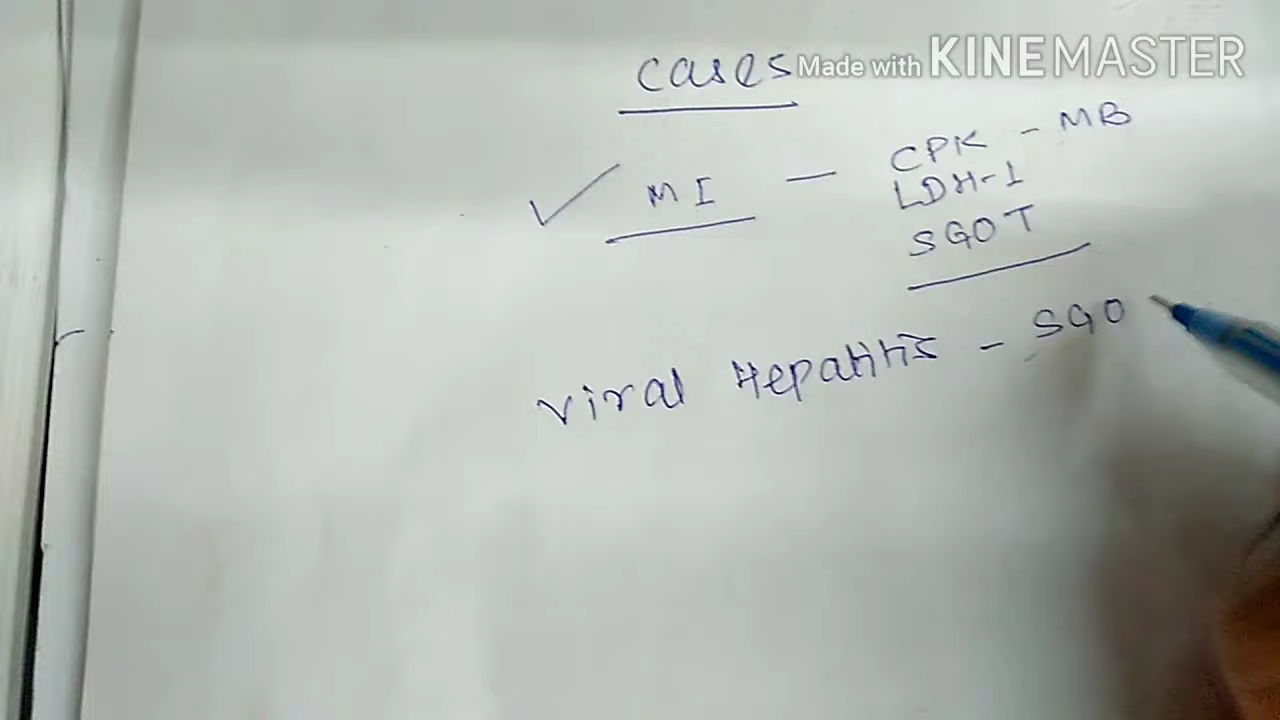 Cases
Made with KINEMASTER
MI - CPK - MB
LDH-1
SGOT
Viral Hepatitis - SGO